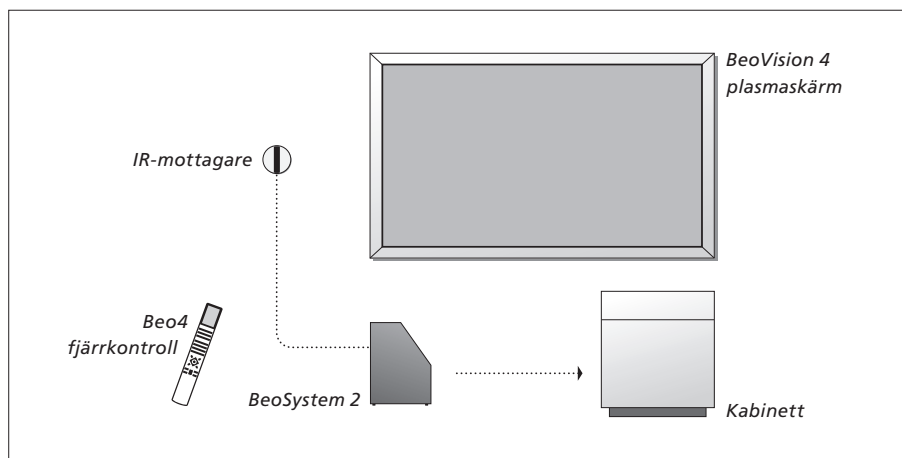 BeoVision 4
plasmaskärm
IR-mottagare
Beo4
fjärrkontroll
BeoSystem 2
Kabinett